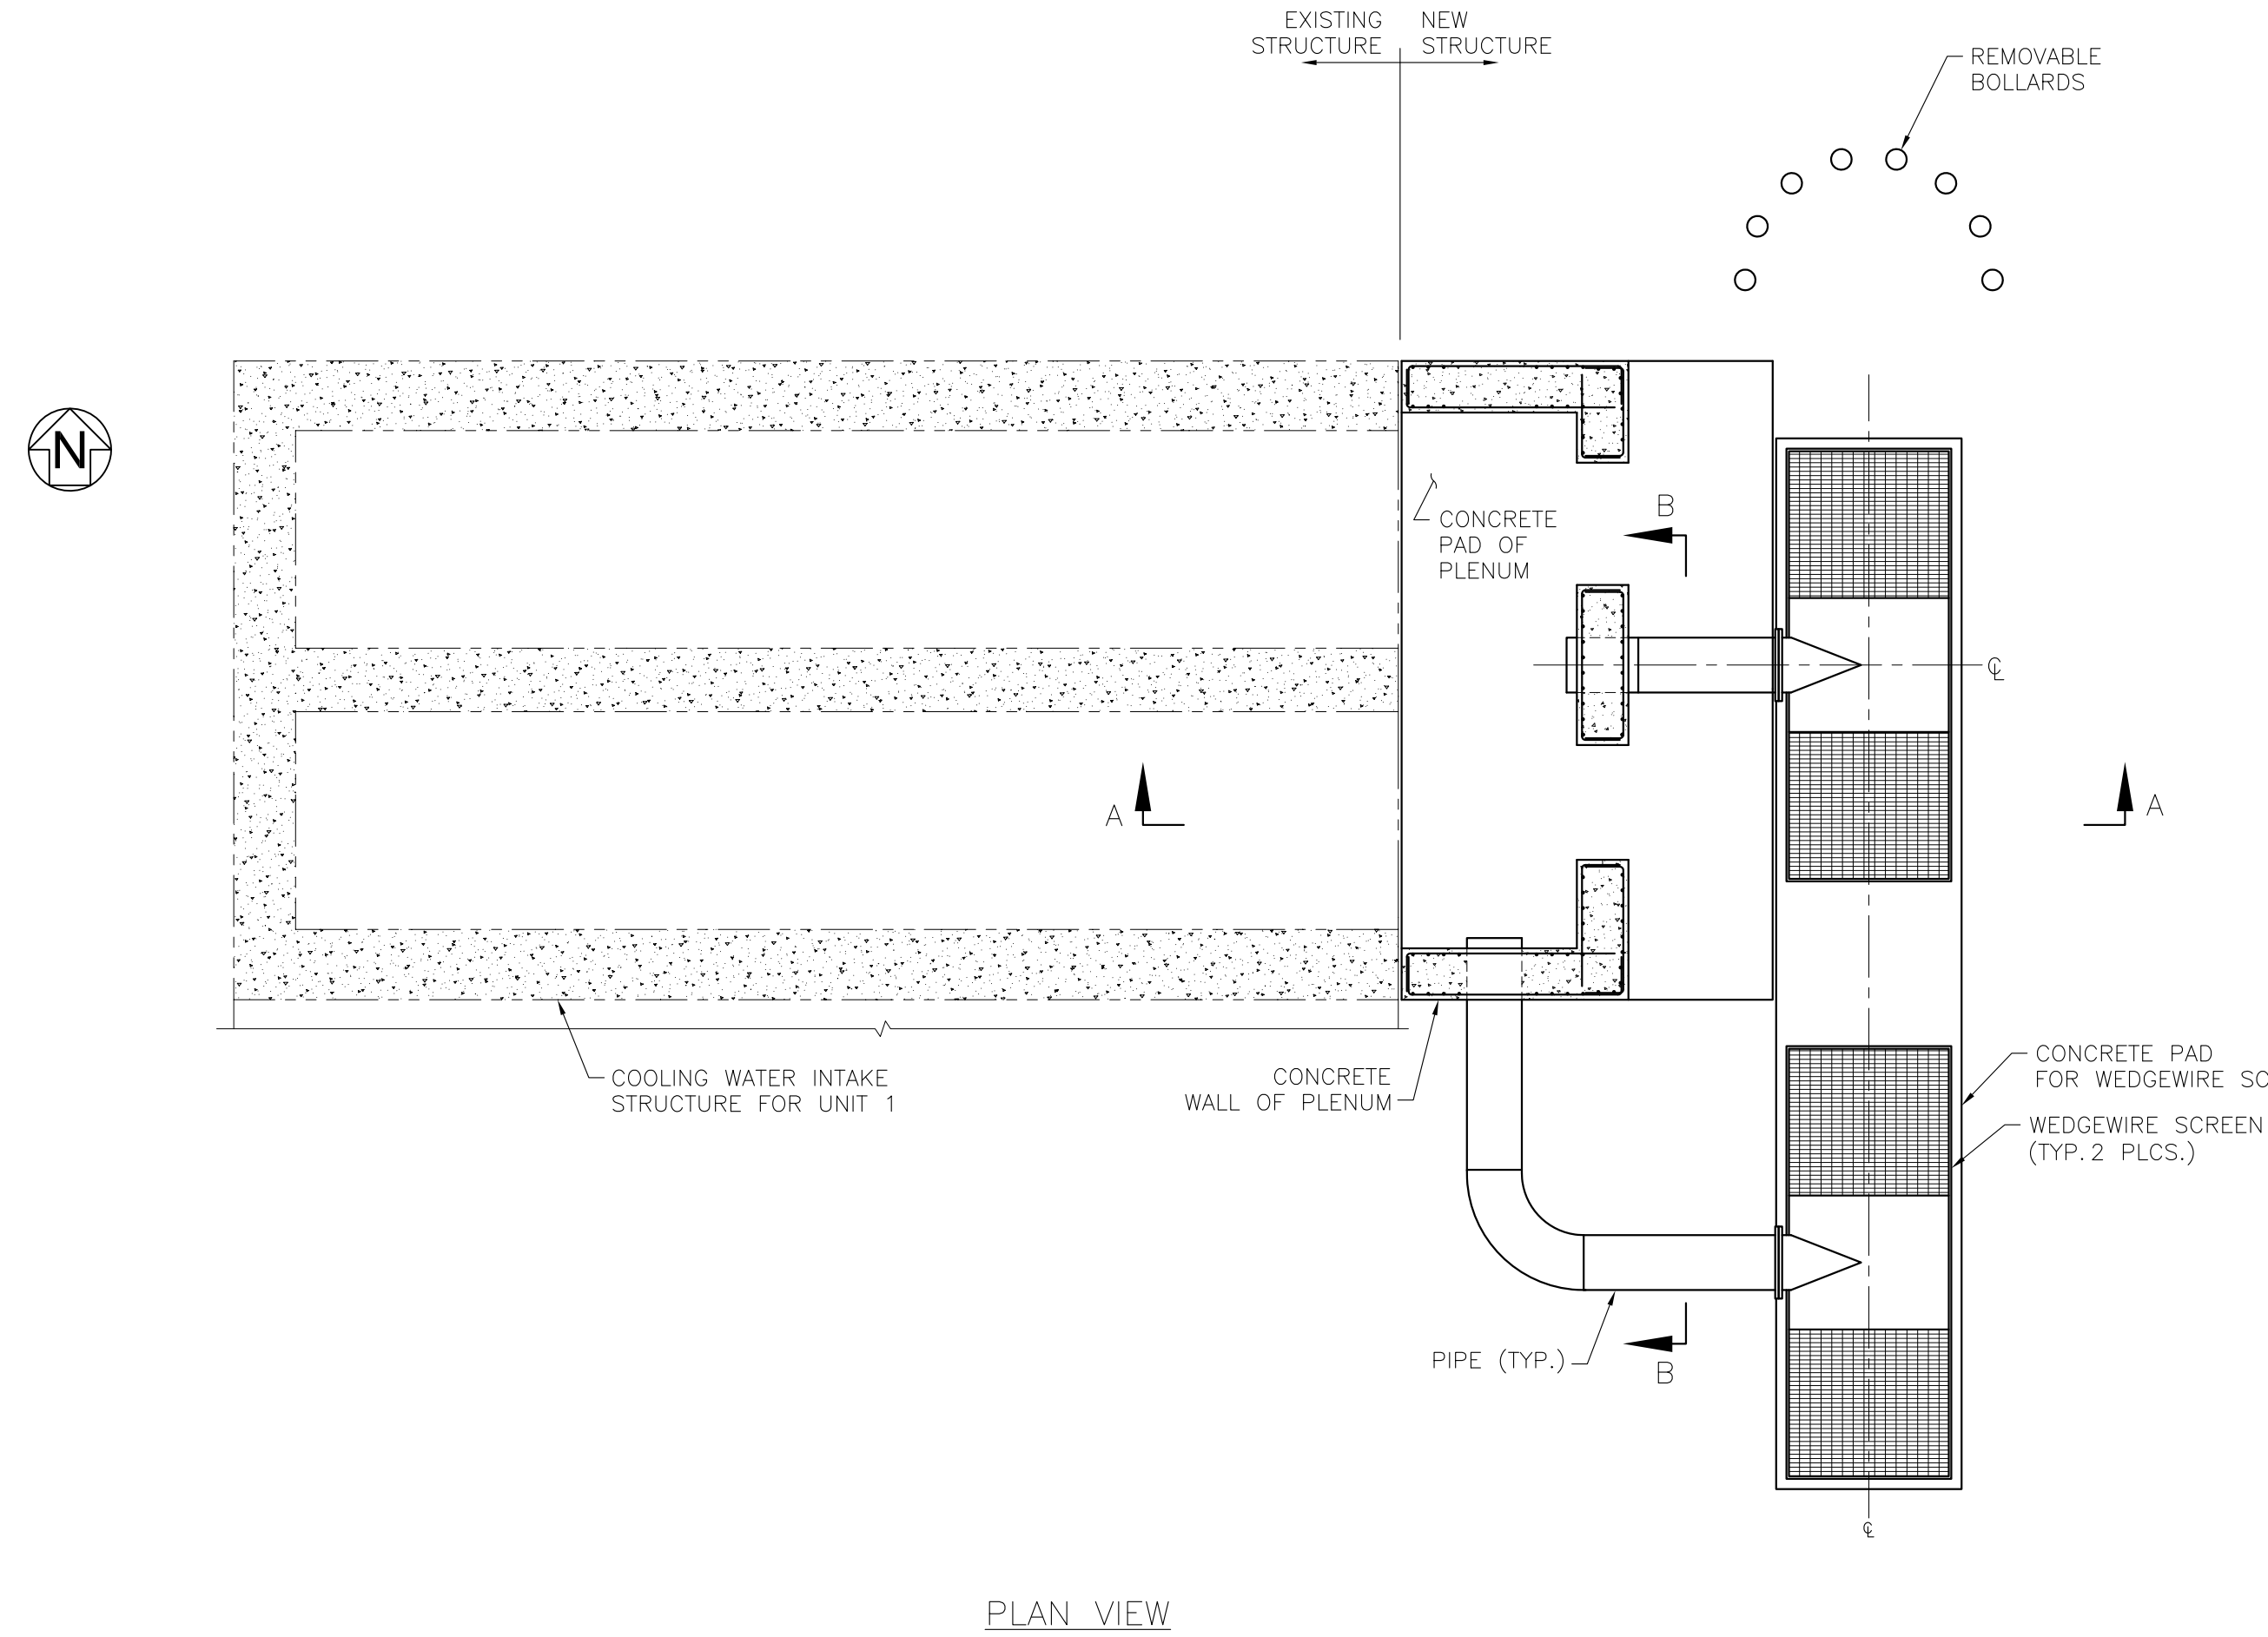 EXISTING
STRUCTURE
NEW
STRUCTURE
REMOVABLE
BOLLARDS
N
CONCRETE
PAD OF
PLENUM
B
℄
A
A
COOLING WATER INTAKE
STRUCTURE FOR UNIT 1
CONCRETE
WALL OF PLENUM
CONCRETE PAD
FOR WEDGEWIRE SC
WEDGEWIRE SCREEN
(TYP. 2 PLCS.)
PIPE (TYP.)
B
℄
PLAN VIEW